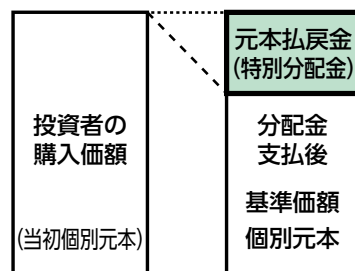 投資者の
購入価額
(当初個別元本)
元本払戻金
(特別分配金)
分配金
支払後
基準価額
個別元本